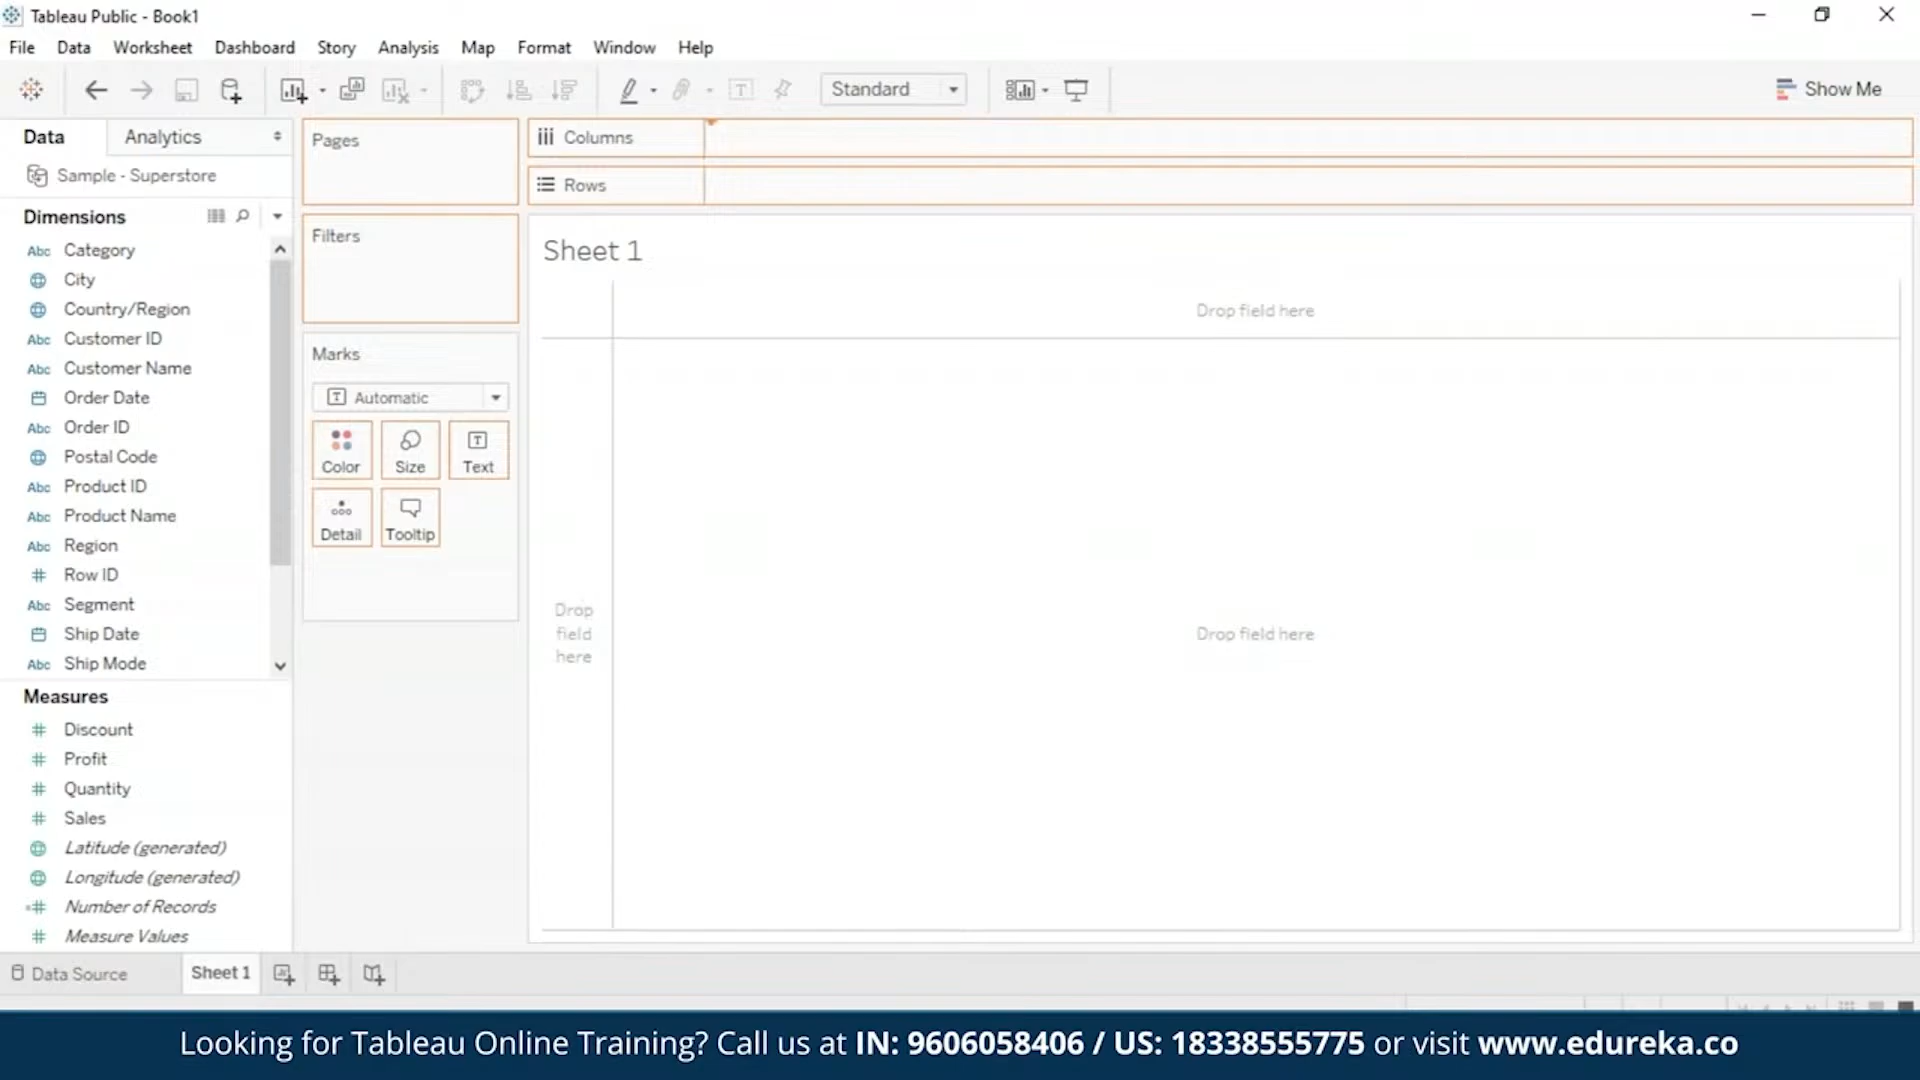 Tableau Public - Book1
File Data Worksheet Dashboard Story Analysis Map Format Window Help
Standard
Show Me
Data Analytics
Sample - Superstore
Dimensions
Abc Category
City
Country/Region
Abc Customer ID
Abc Customer Name
Order Date
Abc Order ID
Postal Code
Abc Product ID
Abc Product Name
Abc Region
# Row ID
Abc Segment
Ship Date
Abc Ship Mode
Measures
# Discount
# Profit
# Quantity
# Sales
Latitude (generated)
Longitude (generated)
=# Number of Records
# Measure Values
Pages
Filters
Marks
T Automatic
Color Size Text
Detail Tooltip
Columns
Rows
Sheet 1
Drop field here
Drop
field
here
Drop field here
Data Source Sheet 1
Looking for Tableau Online Training? Call us at IN: 9606058406 / US: 18338555775 or visit www.edureka.co